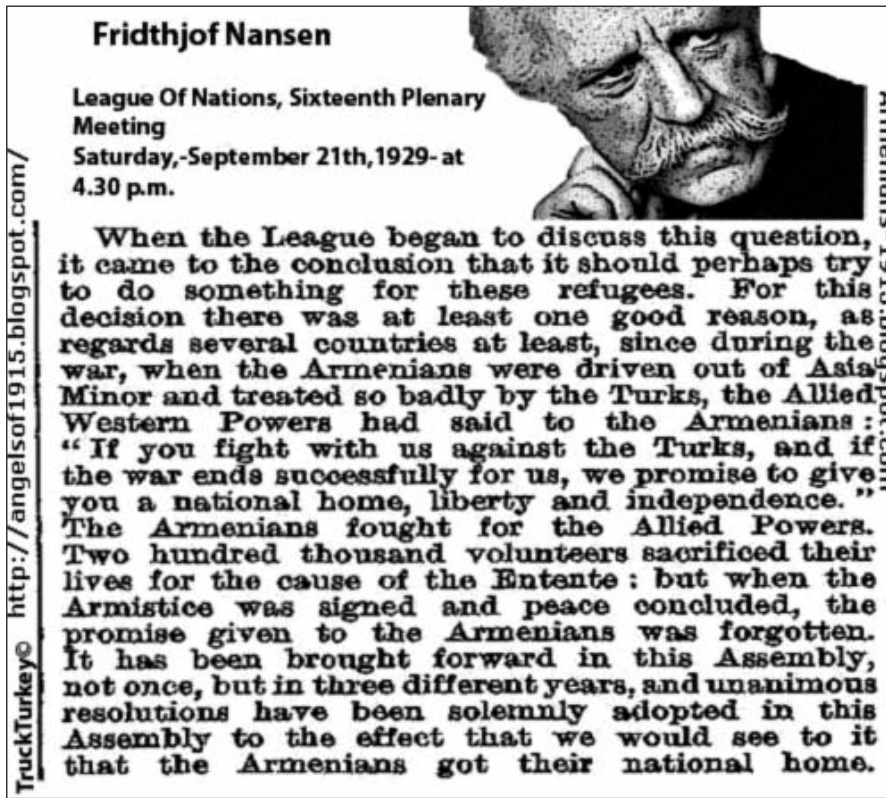 Fridthjof Nansen
League Of Nations, Sixteenth Plenary
Meeting
Saturday,-September 21th,1929- at
4.30 p.m.
When the League began to discuss this question,
it came to the conclusion that it should perhaps try
to do something for these refugees. For this
decision there was at least one good reason, as
regards several countries at least, since during the
war, when the Armenians were driven out of Asia
Minor and treated so badly by the Turks, the Allied
Western Powers had said to the Armenians :
“ If you fight with us against the Turks, and if
the war ends successfully for us, we promise to give
you a national home, liberty and independence. ”
The Armenians fought for the Allied Powers.
Two hundred thousand volunteers sacrificed their
lives for the cause of the Entente : but when the
Armistice was signed and peace concluded, the
promise given to the Armenians was forgotten.
It has been brought forward in this Assembly,
not once, but in three different years, and unanimous
resolutions have been solemnly adopted in this
Assembly to the effect that we would see to it
that the Armenians got their national home.
TruckTurkey© http://angelsof1915.blogspot.com/